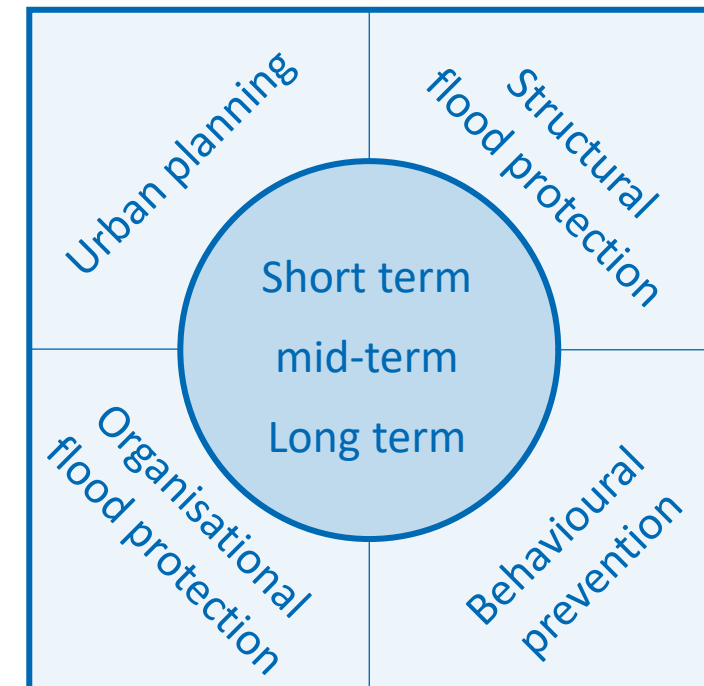 Urban planning
Structural
flood protection
Short term
mid-term
Long term
Organisational
flood protection
Behavioural
prevention